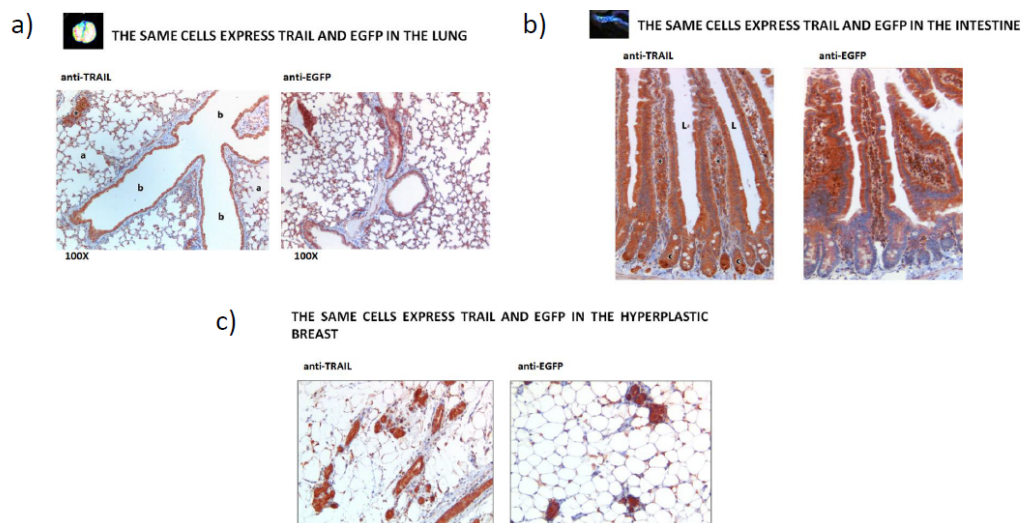 a)
THE SAME CELLS EXPRESS TRAIL AND EGFP IN THE LUNG
anti-TRAIL
anti-EGFP
b
a
b
a
b
100X
100X
b)
THE SAME CELLS EXPRESS TRAIL AND EGFP IN THE INTESTINE
anti-TRAIL
anti-EGFP
L
L
c
c
c)
THE SAME CELLS EXPRESS TRAIL AND EGFP IN THE HYPERPLASTIC
BREAST
anti-TRAIL
anti-EGFP